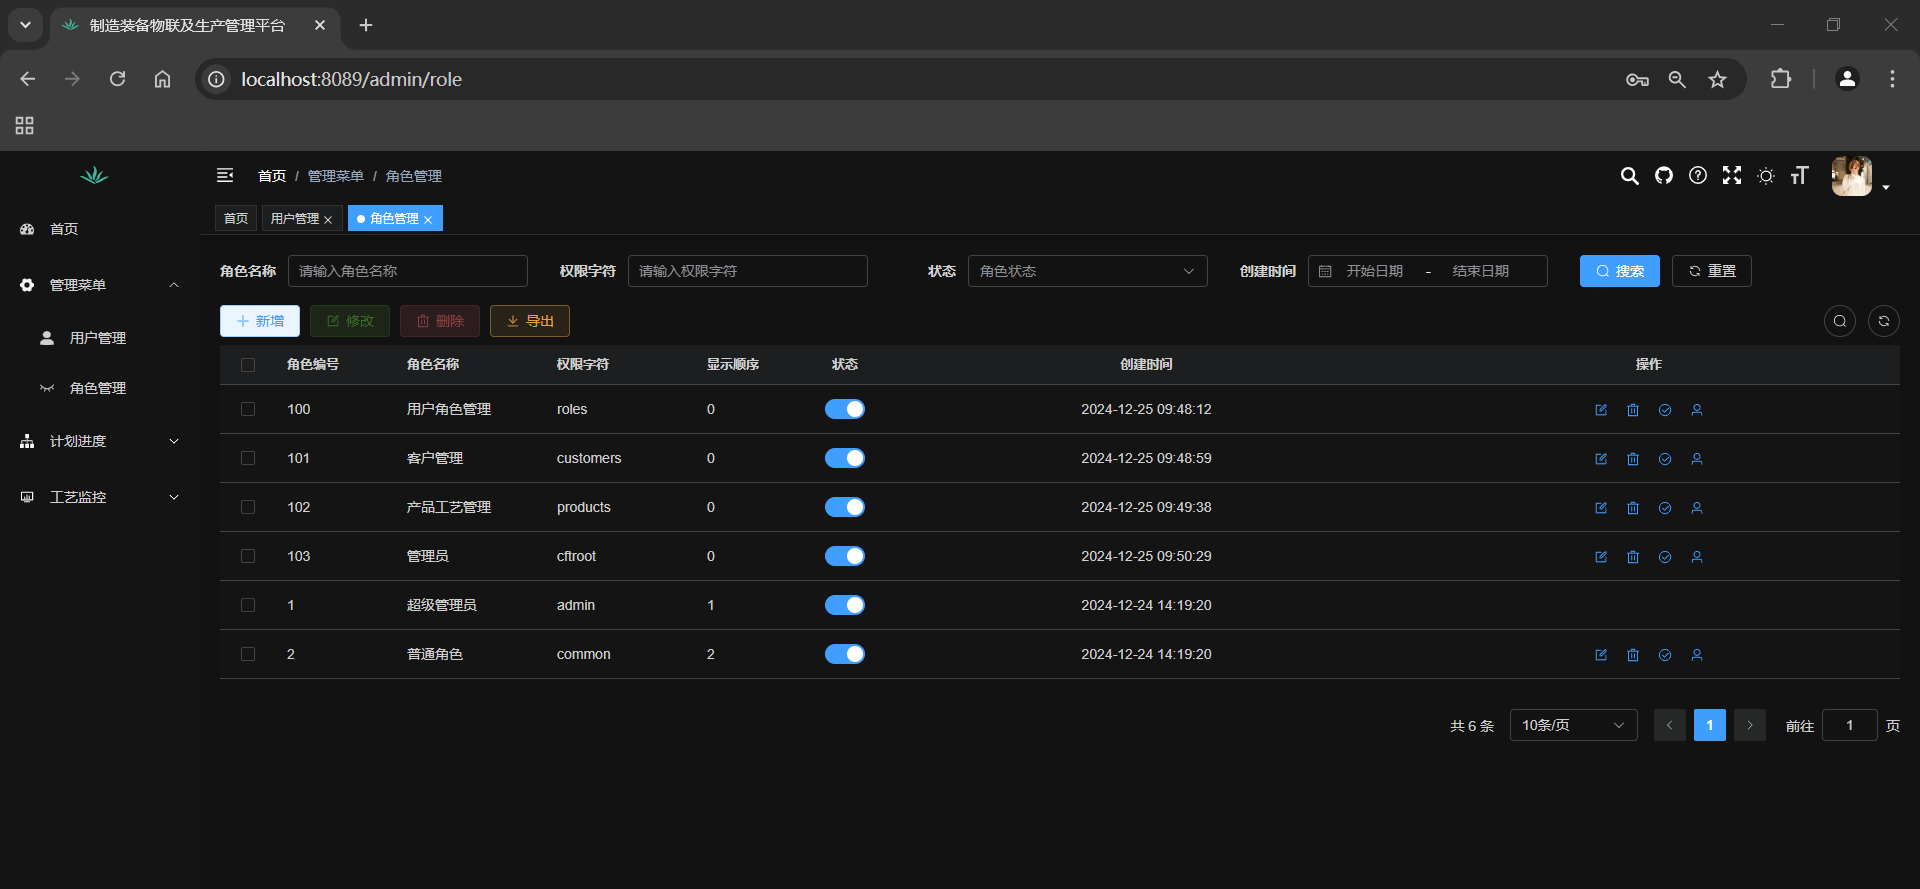 制造装备物联及生产管理平台
localhost:8089/admin/role
首页 / 管理菜单 / 角色管理
首页 用户管理 角色管理
首页
管理菜单
用户管理
角色管理
计划进度
工艺监控
角色名称 请输入角色名称 权限字符 请输入权限字符 状态 角色状态 创建时间 开始日期 - 结束日期 搜索 重置
新增 修改 删除 导出
角色编号 角色名称 权限字符 显示顺序 状态 创建时间 操作
100 用户角色管理 roles 0 2024-12-25 09:48:12
101 客户管理 customers 0 2024-12-25 09:48:59
102 产品工艺管理 products 0 2024-12-25 09:49:38
103 管理员 cftroot 0 2024-12-25 09:50:29
1 超级管理员 admin 1 2024-12-24 14:19:20
2 普通角色 common 2 2024-12-24 14:19:20
共 6 条 10条/页 1 前往 1 页